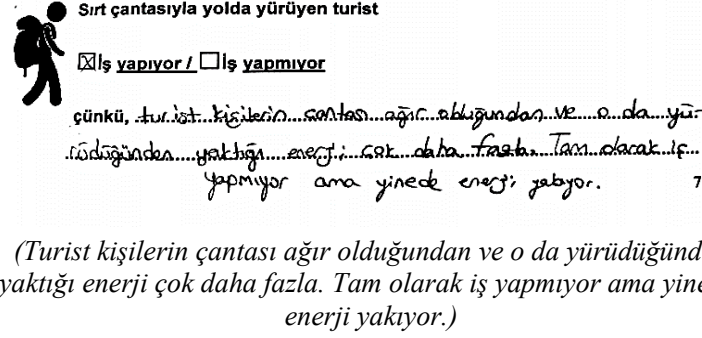 Sırt çantasıyla yolda yürüyen turist
☒İş yapıyor / ☐İş yapmıyor
çünkü, turist kişilerin çantası ağır olduğundan ve o da yü-
rüdüğünden yaktığı enerji çok daha fazla. Tam olarak iş
yapmıyor ama yinede enerji yakıyor. 7
(Turist kişilerin çantası ağır olduğundan ve o da yürüdüğünd
yaktığı enerji çok daha fazla. Tam olarak iş yapmıyor ama yine
enerji yakıyor.)